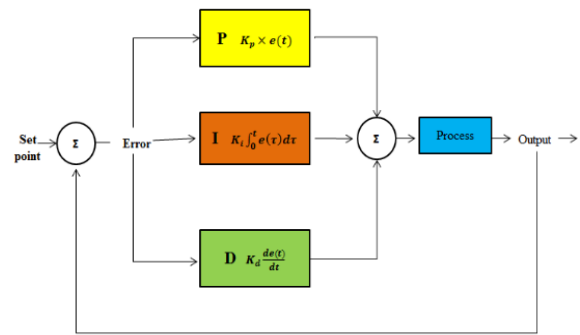 P K_p × e(t)
Set
point
Σ
Error
I K_i ∫_0^t e(τ)dτ
Σ
Process
Output
D K_d de(t)/dt